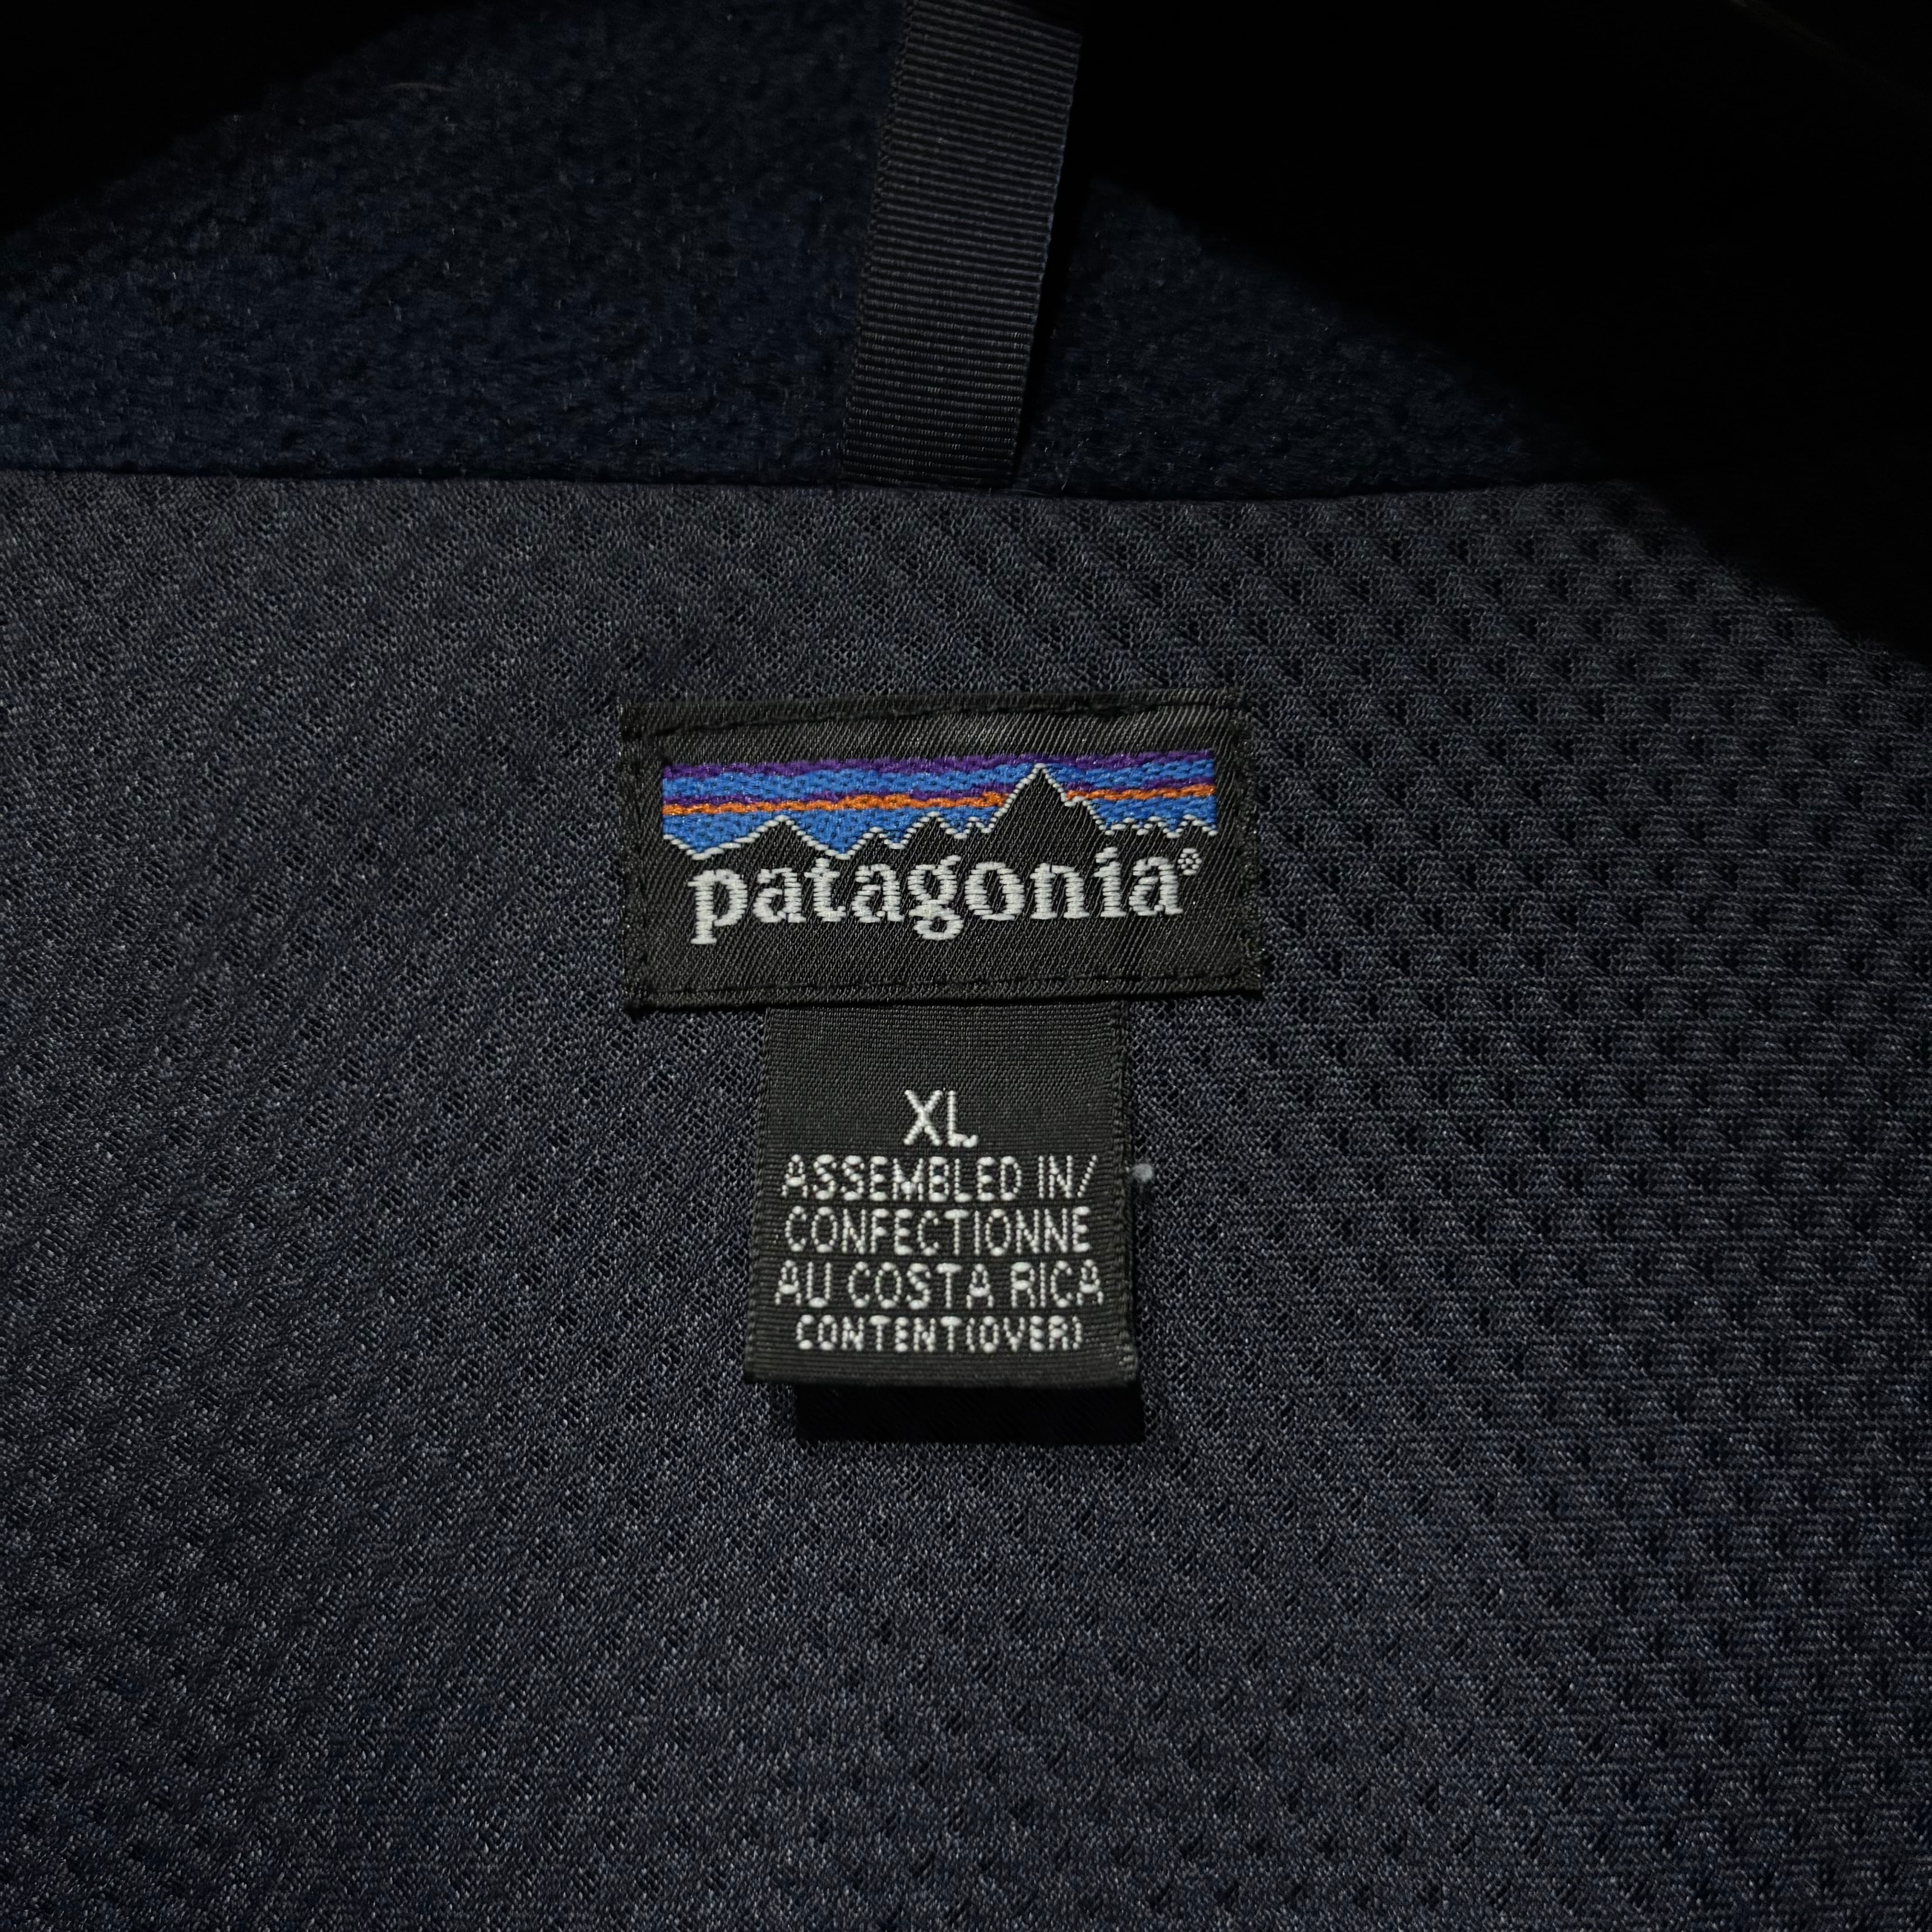 patagonia®
XL
ASSEMBLED IN/
CONFECTIONNE
AU COSTA RICA
CONTENT(OVER)